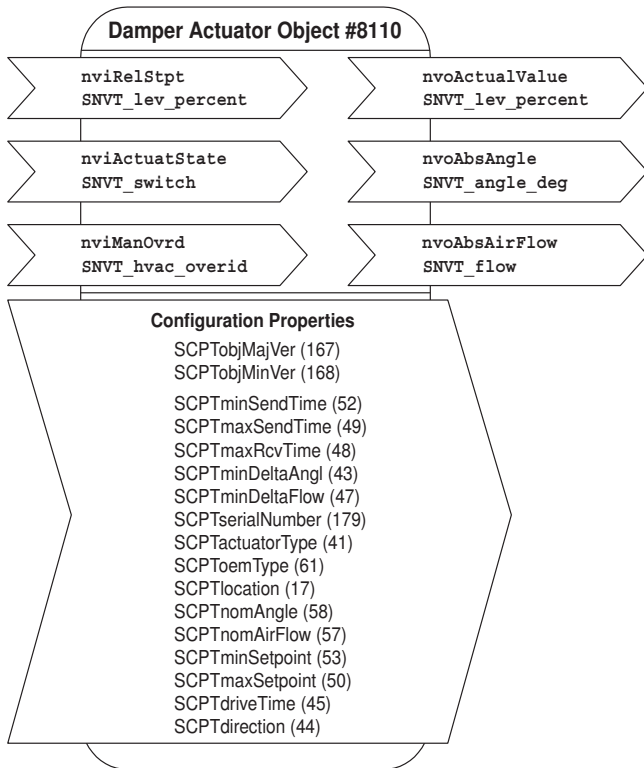 Damper Actuator Object #8110
nviRelStpt
SNVT_lev_percent
nvoActualValue
SNVT_lev_percent
nviActuatState
SNVT_switch
nvoAbsAngle
SNVT_angle_deg
nviManOvrd
SNVT_hvac_overid
nvoAbsAirFlow
SNVT_flow
Configuration Properties
SCPTobjMajVer (167)
SCPTobjMinVer (168)
SCPTminSendTime (52)
SCPTmaxSendTime (49)
SCPTmaxRcvTime (48)
SCPTminDeltaAngl (43)
SCPTminDeltaFlow (47)
SCPTserialNumber (179)
SCPTactuatorType (41)
SCPToemType (61)
SCPTlocation (17)
SCPTnomAngle (58)
SCPTnomAirFlow (57)
SCPTminSetpoint (53)
SCPTmaxSetpoint (50)
SCPTdriveTime (45)
SCPTdirection (44)